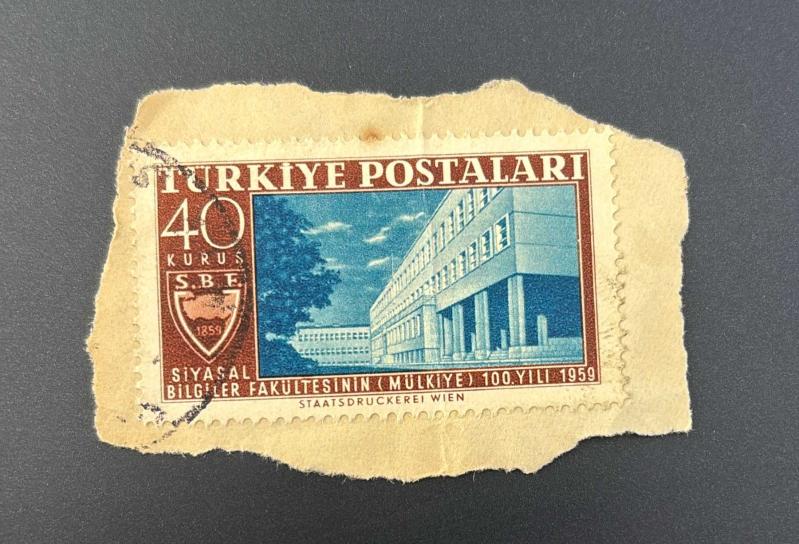 TÜRKİYE POSTALARI
40
KURUŞ
S.B.F.
1859
SİYASAL
BİLGİLER FAKÜLTESİNİN (MÜLKİYE) 100.YILI 1959
STAATSDRUCKEREI WIEN